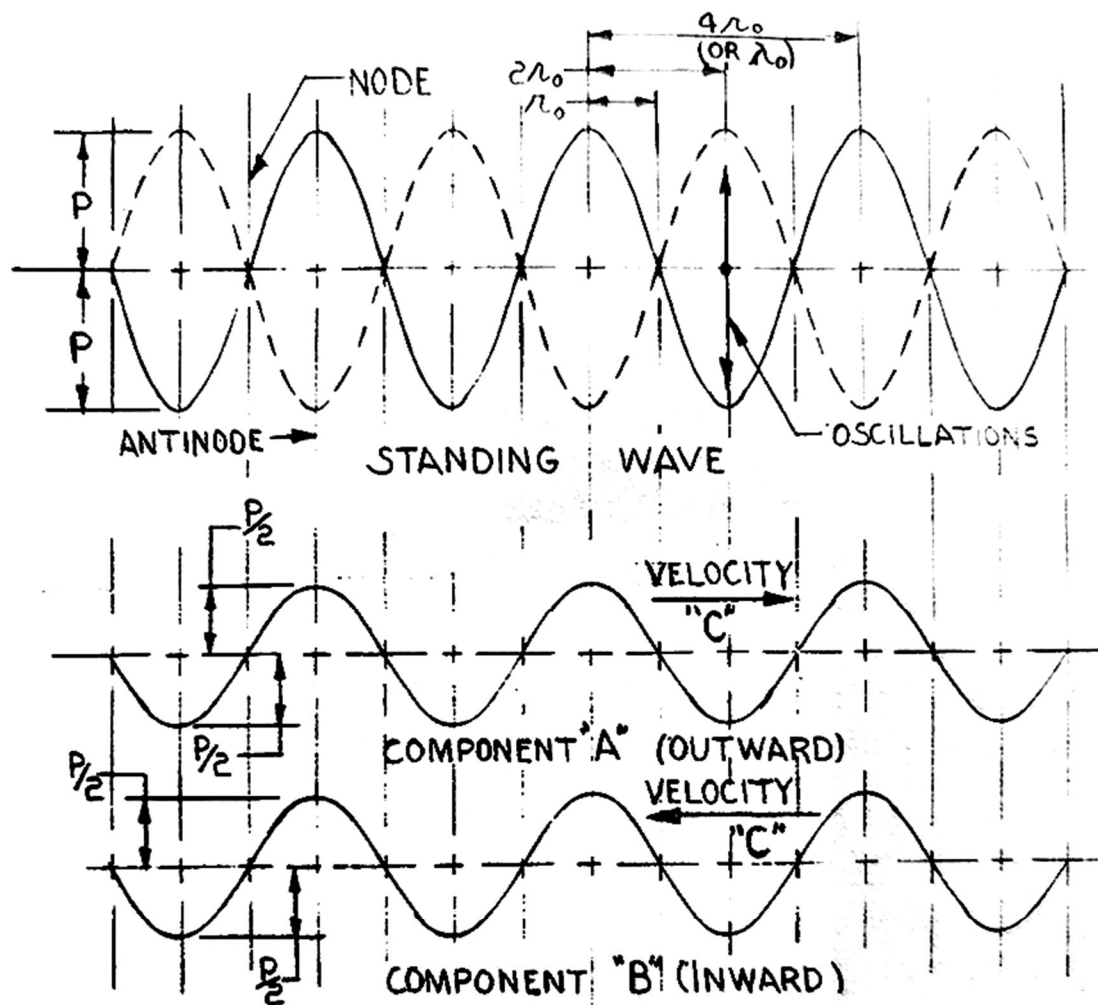 4r₀
(OR λ₀)
2r₀
r₀
NODE
P
P
ANTINODE
OSCILLATIONS
STANDING WAVE
P/2
VELOCITY
"C"
P/2
COMPONENT "A" (OUTWARD)
P/2
VELOCITY
"C"
P/2
COMPONENT "B" (INWARD)